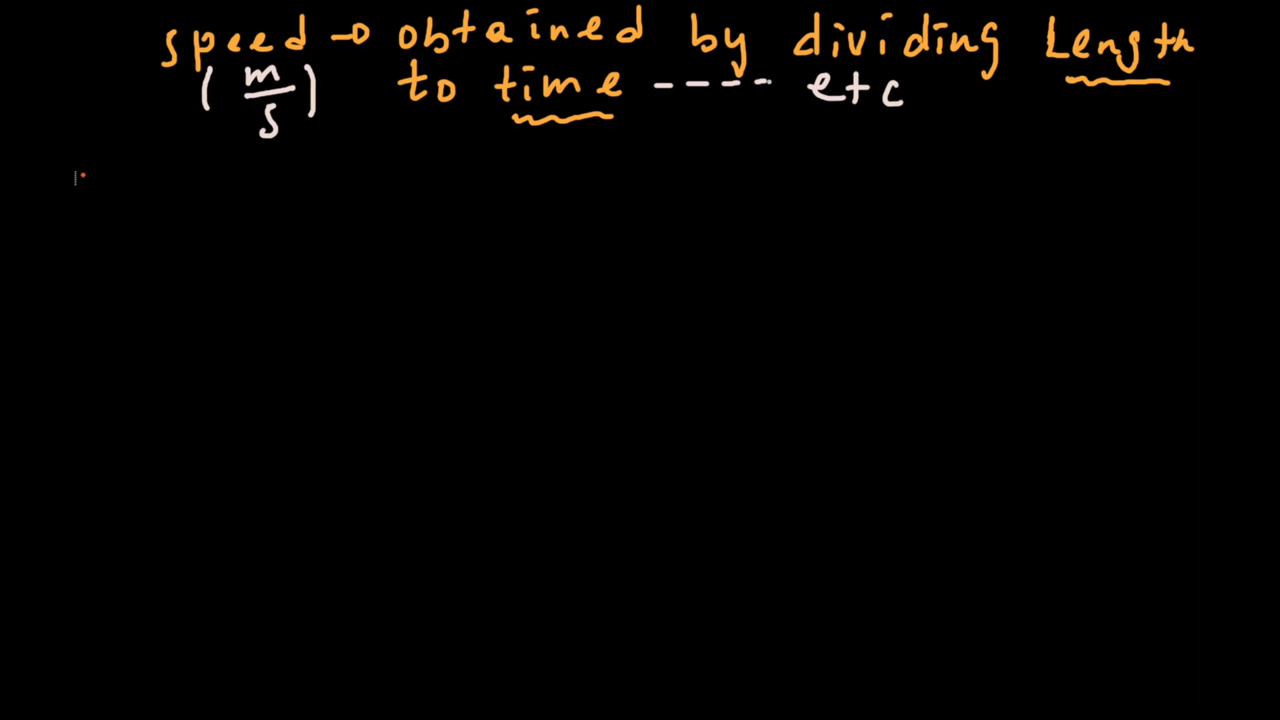 speed → obtained by dividing Length
( m/s ) to time ---- etc